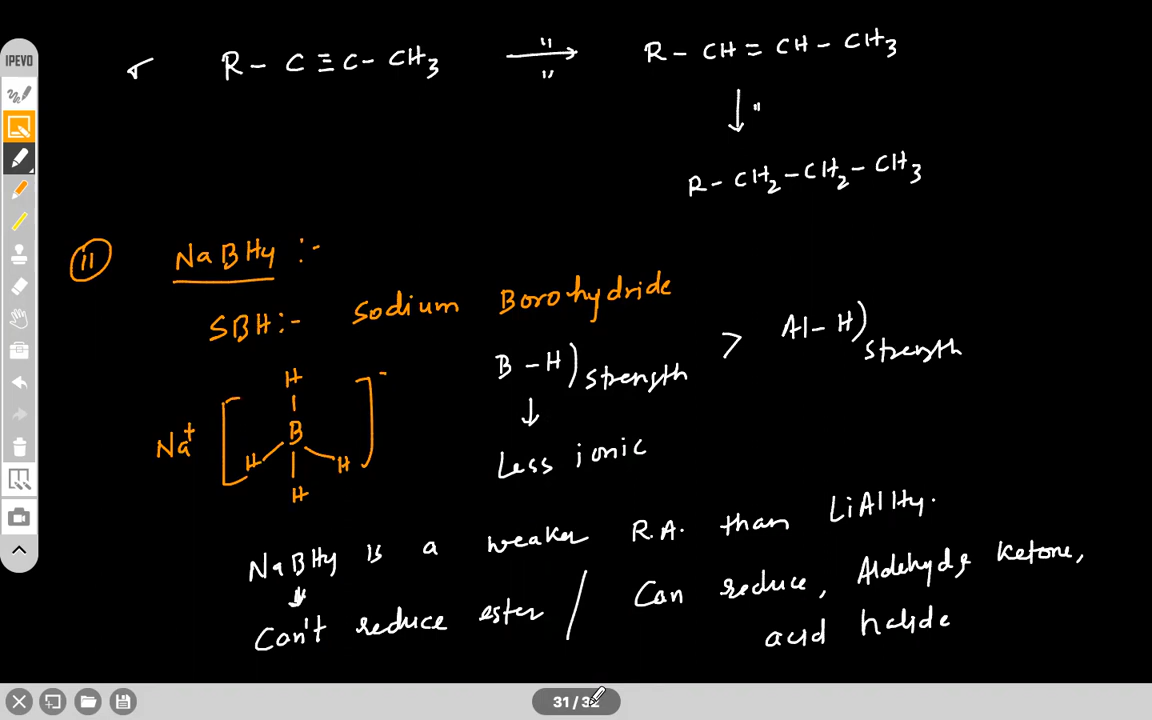 IPEVO
R - C ≡ C - CH3 → R - CH = CH - CH3
↓ "
R - CH2 - CH2 - CH3
11 NaBH4 :-
SBH :- Sodium Borohydride
B - H) strength > Al - H) strength
↓
Less ionic
Na+ [ H B H H H ]-
NaBH4 is a weaker R.A. than LiAlH4.
Can't reduce ester / Can reduce, Aldehyde, Ketone,
acid halide
31 / 32